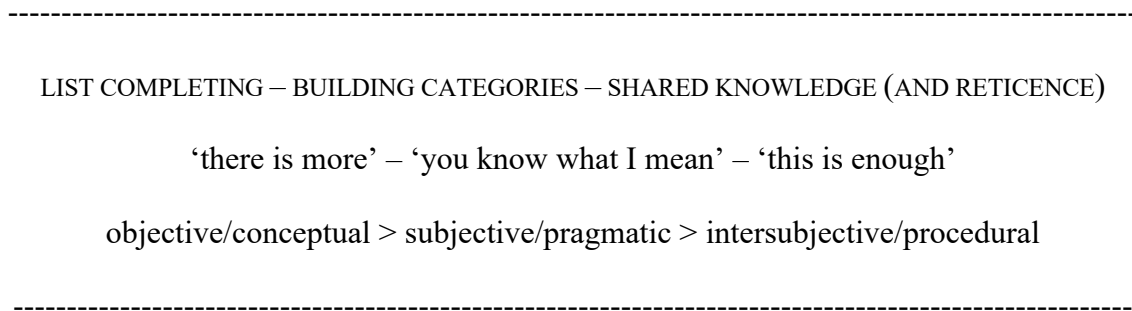 LIST COMPLETING – BUILDING CATEGORIES – SHARED KNOWLEDGE (AND RETICENCE)
‘there is more’ – ‘you know what I mean’ – ‘this is enough’
objective/conceptual > subjective/pragmatic > intersubjective/procedural